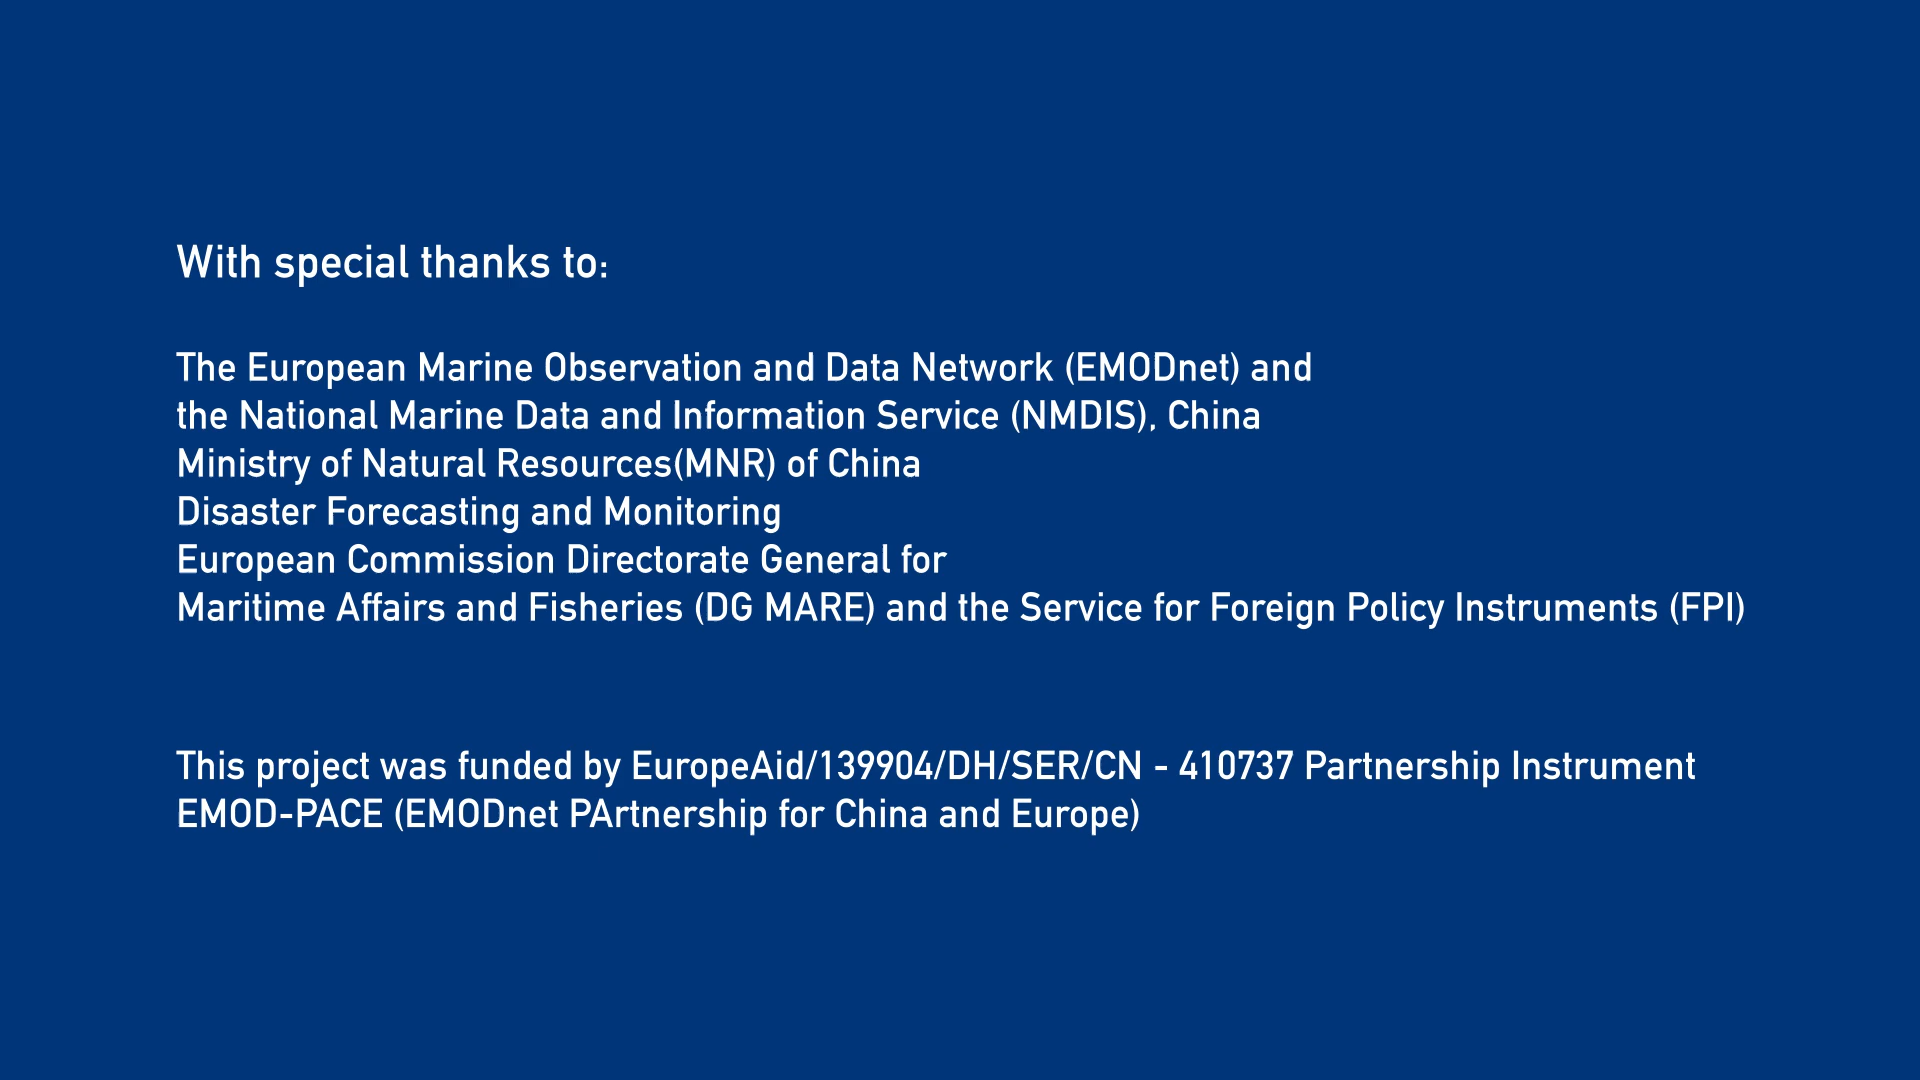 With special thanks to:
The European Marine Observation and Data Network (EMODnet) and
the National Marine Data and Information Service (NMDIS), China
Ministry of Natural Resources(MNR) of China
Disaster Forecasting and Monitoring
European Commission Directorate General for
Maritime Affairs and Fisheries (DG MARE) and the Service for Foreign Policy Instruments (FPI)
This project was funded by EuropeAid/139904/DH/SER/CN - 410737 Partnership Instrument
EMOD-PACE (EMODnet PArtnership for China and Europe)